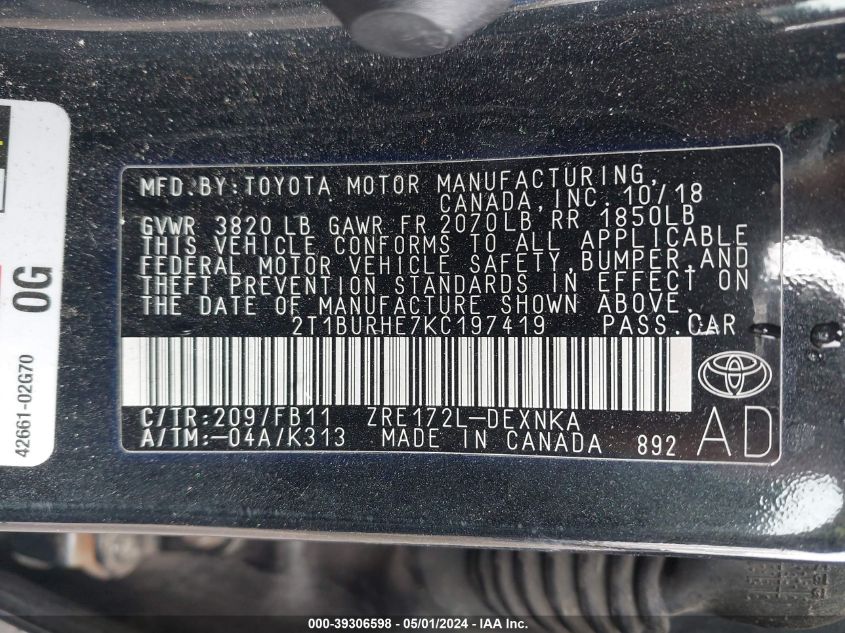 MFD.BY:TOYOTA MOTOR MANUFACTURING,
CANADA,INC. 10/18
GVWR 3820 LB GAWR FR 2070LB,RR 1850LB
THIS VEHICLE CONFORMS TO ALL APPLICABLE
FEDERAL MOTOR VEHICLE SAFETY,BUMPER,AND
THEFT PREVENTION STANDARDS IN EFFECT ON
THE DATE OF MANUFACTURE SHOWN ABOVE.
2T1BURHE7KC197419 PASS.CAR
C/TR:209/FB11 ZRE172L-DEXNKA
A/TM:-04A/K313 MADE IN CANADA 892
AD
0G
42661-02G70
000-39306598 - 05/01/2024 - © IAA, Inc.